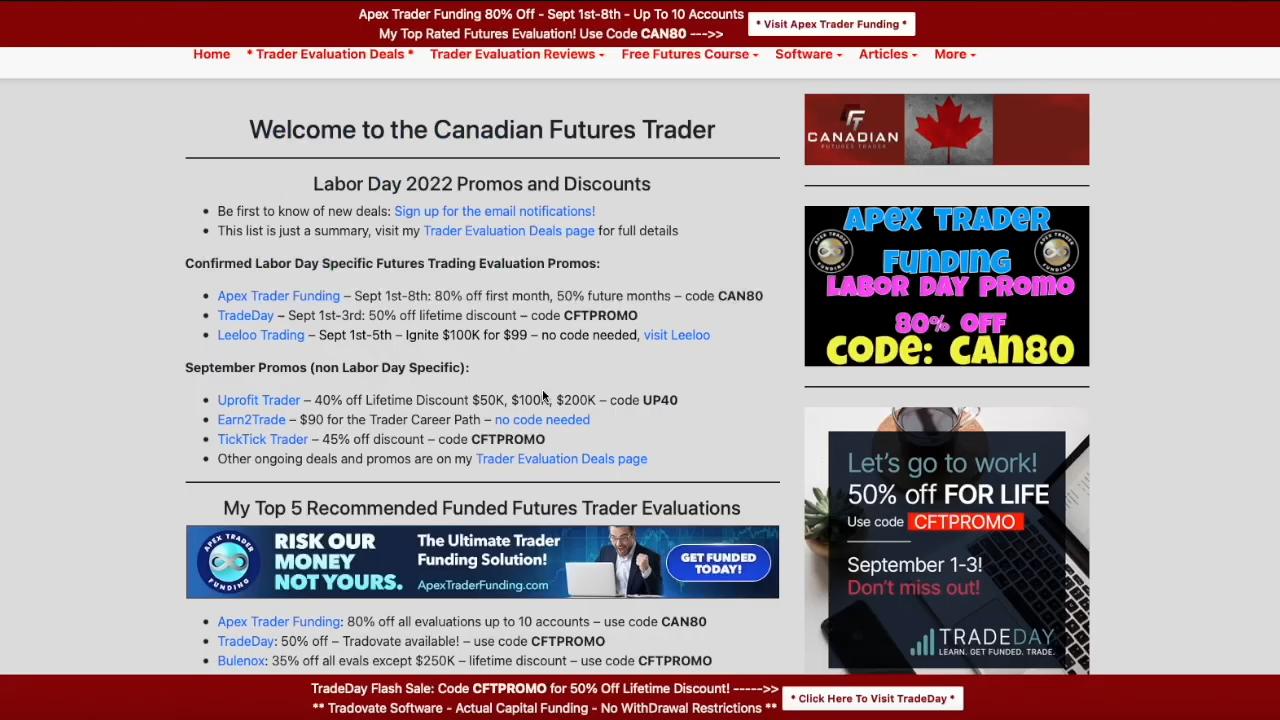 Apex Trader Funding 80% Off - Sept 1st-8th - Up To 10 Accounts
My Top Rated Futures Evaluation! Use Code CAN80 --->>
* Visit Apex Trader Funding *
Home * Trader Evaluation Deals * Trader Evaluation Reviews Free Futures Course Software Articles More
Welcome to the Canadian Futures Trader
Labor Day 2022 Promos and Discounts
• Be first to know of new deals: Sign up for the email notifications!
• This list is just a summary, visit my Trader Evaluation Deals page for full details
Confirmed Labor Day Specific Futures Trading Evaluation Promos:
• Apex Trader Funding – Sept 1st-8th: 80% off first month, 50% future months – code CAN80
• TradeDay – Sept 1st-3rd: 50% off lifetime discount – code CFTPROMO
• Leeloo Trading – Sept 1st-5th – Ignite $100K for $99 – no code needed, visit Leeloo
September Promos (non Labor Day Specific):
• Uprofit Trader – 40% off Lifetime Discount $50K, $100K, $200K – code UP40
• Earn2Trade – $90 for the Trader Career Path – no code needed
• TickTick Trader – 45% off discount – code CFTPROMO
• Other ongoing deals and promos are on my Trader Evaluation Deals page
My Top 5 Recommended Funded Futures Trader Evaluations
APEX TRADER FUNDING
RISK OUR
MONEY
NOT YOURS.
The Ultimate Trader
Funding Solution!
ApexTraderFunding.com
GET FUNDED
TODAY!
• Apex Trader Funding: 80% off all evaluations up to 10 accounts – use code CAN80
• TradeDay: 50% off – Tradovate available! – use code CFTPROMO
• Bulenox: 35% off all evals except $250K – lifetime discount – use code CFTPROMO
CANADIAN
FUTURES TRADER
APEX TRADER
FUNDING
LABOR DAY PROMO
80% OFF
CODE: CAN80
APEX TRADER FUNDING
APEX TRADER FUNDING
Let's go to work!
50% off FOR LIFE
Use code CFTPROMO
September 1-3!
Don't miss out!
TRADEDAY
LEARN. GET FUNDED. TRADE.
TradeDay Flash Sale: Code CFTPROMO for 50% Off Lifetime Discount! ----->>
** Tradovate Software - Actual Capital Funding - No WithDrawal Restrictions **
* Click Here To Visit TradeDay *